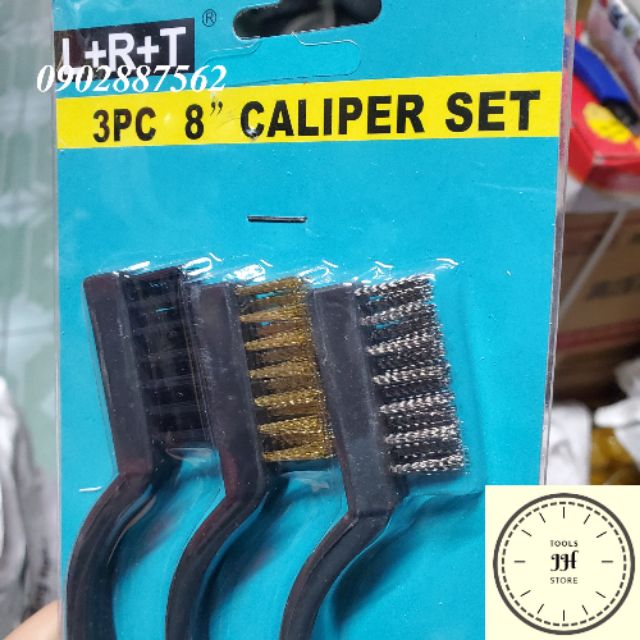 ®
L+R+T
0902887562
3PC 8" CALIPER SET
TOOLS
JH
STORE